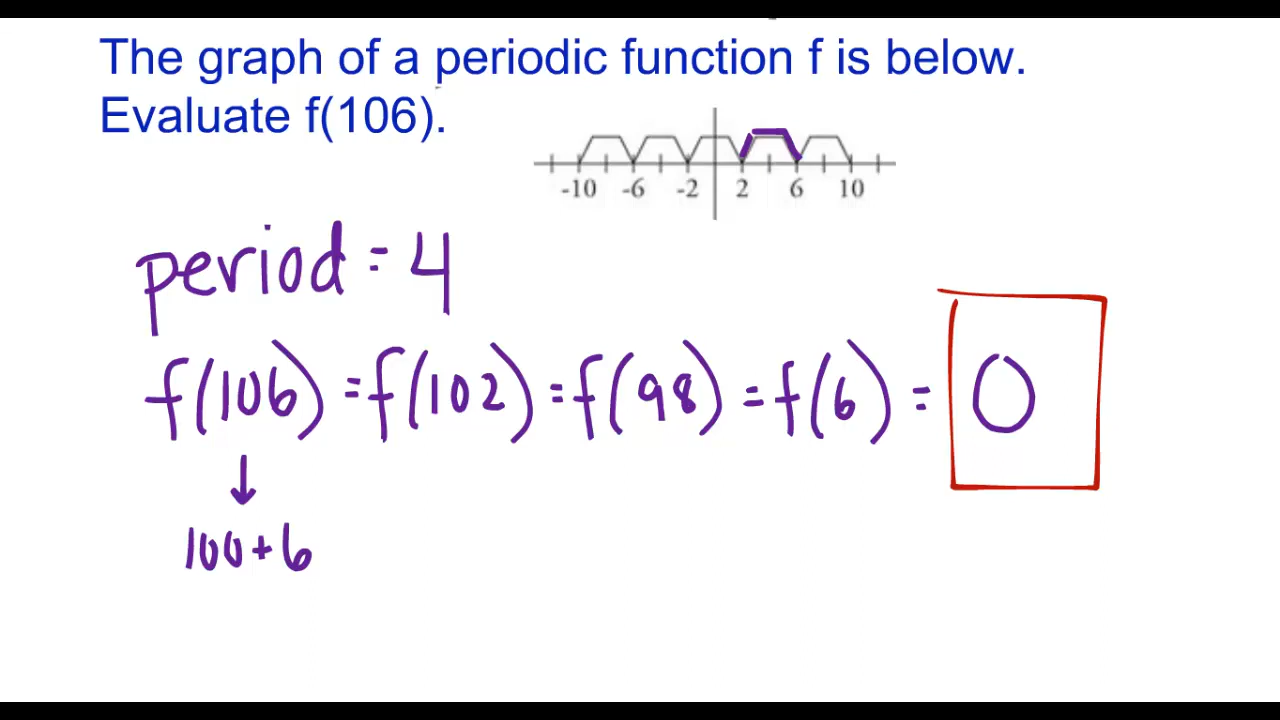 The graph of a periodic function f is below.
Evaluate f(106).
-10 -6 -2 2 6 10
period = 4
f(106) = f(102) = f(98) = f(6) = 0
↓
100+6